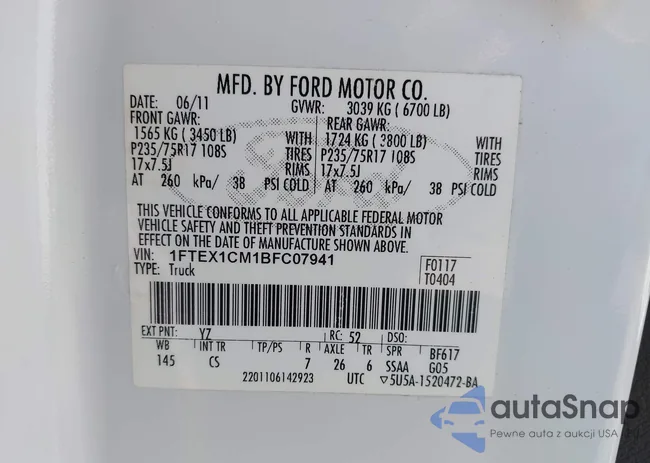 MFD. BY FORD MOTOR CO.
DATE: 06/11 GVWR: 3039 KG ( 6700 LB)
FRONT GAWR: REAR GAWR:
1565 KG ( 3450 LB) WITH 1724 KG ( 3800 LB) WITH
P235/75R17 108S TIRES P235/75R17 108S TIRES
17x7.5J RIMS 17x7.5J RIMS
AT 260 kPa/ 38 PSI COLD AT 260 kPa/ 38 PSI COLD
THIS VEHICLE CONFORMS TO ALL APPLICABLE FEDERAL MOTOR
VEHICLE SAFETY AND THEFT PREVENTION STANDARDS IN
EFFECT ON THE DATE OF MANUFACTURE SHOWN ABOVE.
VIN: 1FTEX1CM1BFC07941 F0117
TYPE: Truck T0404
EXT PNT: YZ RC: 52 DSO:
WB INT TR TP/PS R AXLE TR SPR BF617
145 CS 7 26 6 SSAA G05
2201106142923 UTC ▽5U5A-1520472-BA
autaSnap
Pewne auta z aukcji USA